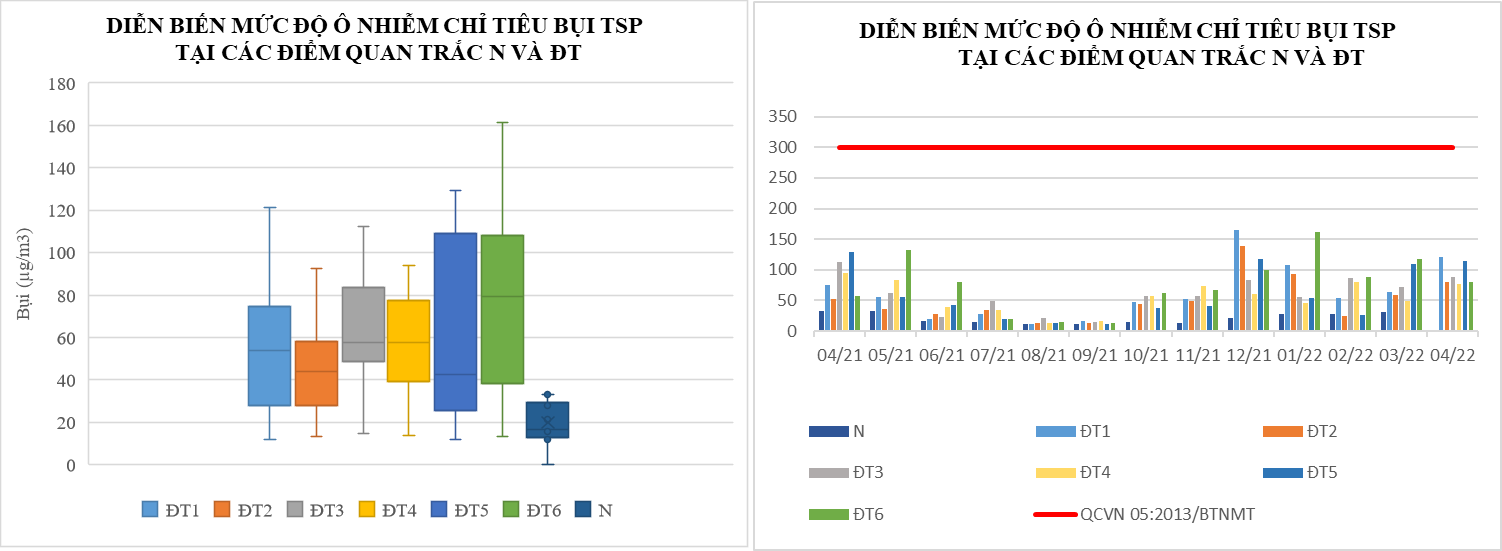 DIỄN BIẾN MỨC ĐỘ Ô NHIỄM CHỈ TIÊU BỤI TSP
TẠI CÁC ĐIỂM QUAN TRẮC N VÀ ĐT
180
160
140
120
100
80
60
40
20
0
Bụi (µg/m3)
ĐT1 ĐT2 ĐT3 ĐT4 ĐT5 ĐT6 N
DIỄN BIẾN MỨC ĐỘ Ô NHIỄM CHỈ TIÊU BỤI TSP
TẠI CÁC ĐIỂM QUAN TRẮC N VÀ ĐT
350
300
250
200
150
100
50
0
04/21 05/21 06/21 07/21 08/21 09/21 10/21 11/21 12/21 01/22 02/22 03/22 04/22
N ĐT1 ĐT2
ĐT3 ĐT4 ĐT5
ĐT6 QCVN 05:2013/BTNMT